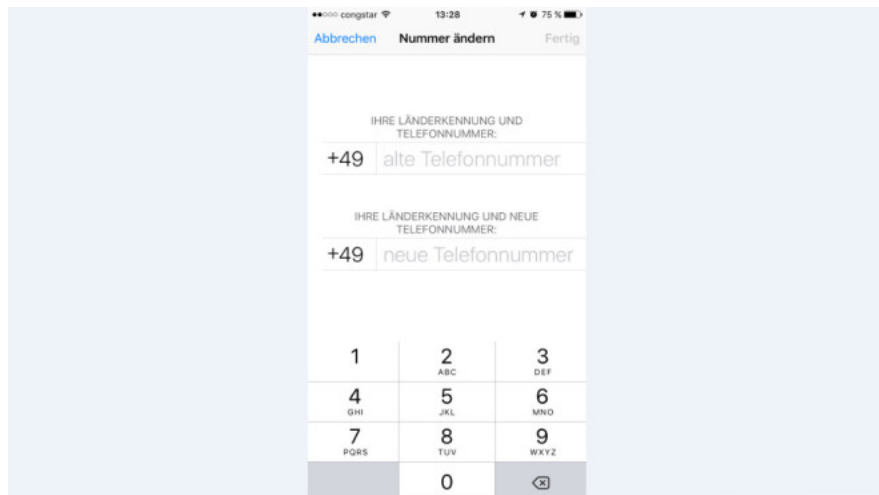 congstar 13:28 75 %
Abbrechen Nummer ändern Fertig
IHRE LÄNDERKENNUNG UND
TELEFONNUMMER:
+49 alte Telefonnummer
IHRE LÄNDERKENNUNG UND NEUE
TELEFONNUMMER:
+49 neue Telefonnummer
1 2 3
ABC DEF
4 5 6
GHI JKL MNO
7 8 9
PQRS TUV WXYZ
0